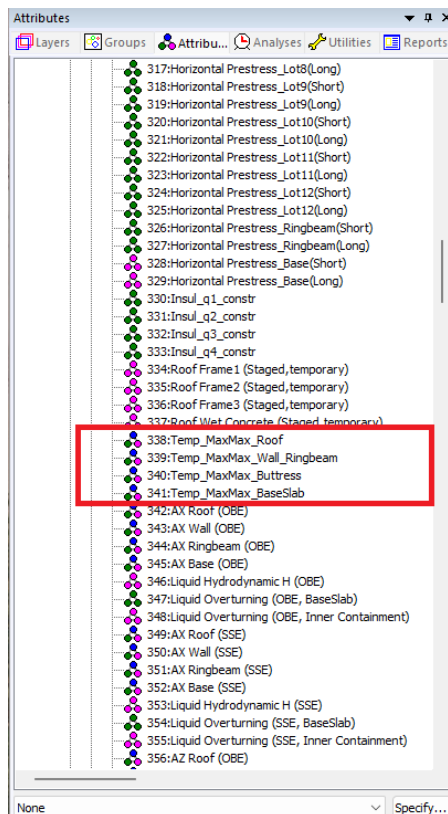 Attributes
Layers Groups Attribu... Analyses Utilities Reports
317:Horizontal Prestress_Lot8(Long)
318:Horizontal Prestress_Lot9(Short)
319:Horizontal Prestress_Lot9(Long)
320:Horizontal Prestress_Lot10(Short)
321:Horizontal Prestress_Lot10(Long)
322:Horizontal Prestress_Lot11(Short)
323:Horizontal Prestress_Lot11(Long)
324:Horizontal Prestress_Lot12(Short)
325:Horizontal Prestress_Lot12(Long)
326:Horizontal Prestress_Ringbeam(Short)
327:Horizontal Prestress_Ringbeam(Long)
328:Horizontal Prestress_Base(Short)
329:Horizontal Prestress_Base(Long)
330:Insul_q1_constr
331:Insul_q2_constr
332:Insul_q3_constr
333:Insul_q4_constr
334:Roof Frame1 (Staged,temporary)
335:Roof Frame2 (Staged,temporary)
336:Roof Frame3 (Staged,temporary)
337:Roof Wet Concrete (Staged,temporary)
338:Temp_MaxMax_Roof
339:Temp_MaxMax_Wall_Ringbeam
340:Temp_MaxMax_Buttress
341:Temp_MaxMax_BaseSlab
342:AX Roof (OBE)
343:AX Wall (OBE)
344:AX Ringbeam (OBE)
345:AX Base (OBE)
346:Liquid Hydrodynamic H (OBE)
347:Liquid Overturning (OBE, BaseSlab)
348:Liquid Overturning (OBE, Inner Containment)
349:AX Roof (SSE)
350:AX Wall (SSE)
351:AX Ringbeam (SSE)
352:AX Base (SSE)
353:Liquid Hydrodynamic H (SSE)
354:Liquid Overturning (SSE, BaseSlab)
355:Liquid Overturning (SSE, Inner Containment)
356:AZ Roof (OBE)
None Specify...